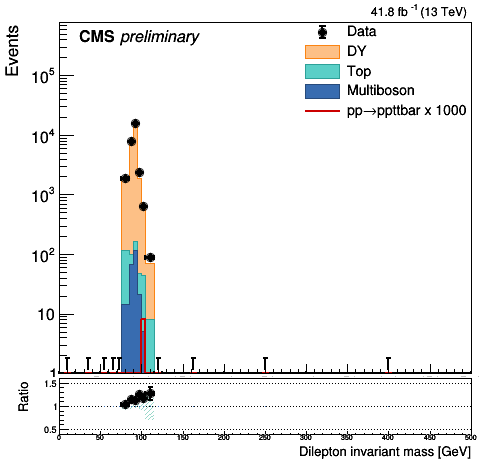 41.8 fb⁻¹ (13 TeV)
CMS preliminary
Data
DY
Top
Multiboson
pp→ppttbar x 1000
Events
10⁵
10⁴
10³
10²
10
1
Ratio
1.5
1
0.5
0 50 100 150 200 250 300 350 400 450 500
Dilepton invariant mass [GeV]